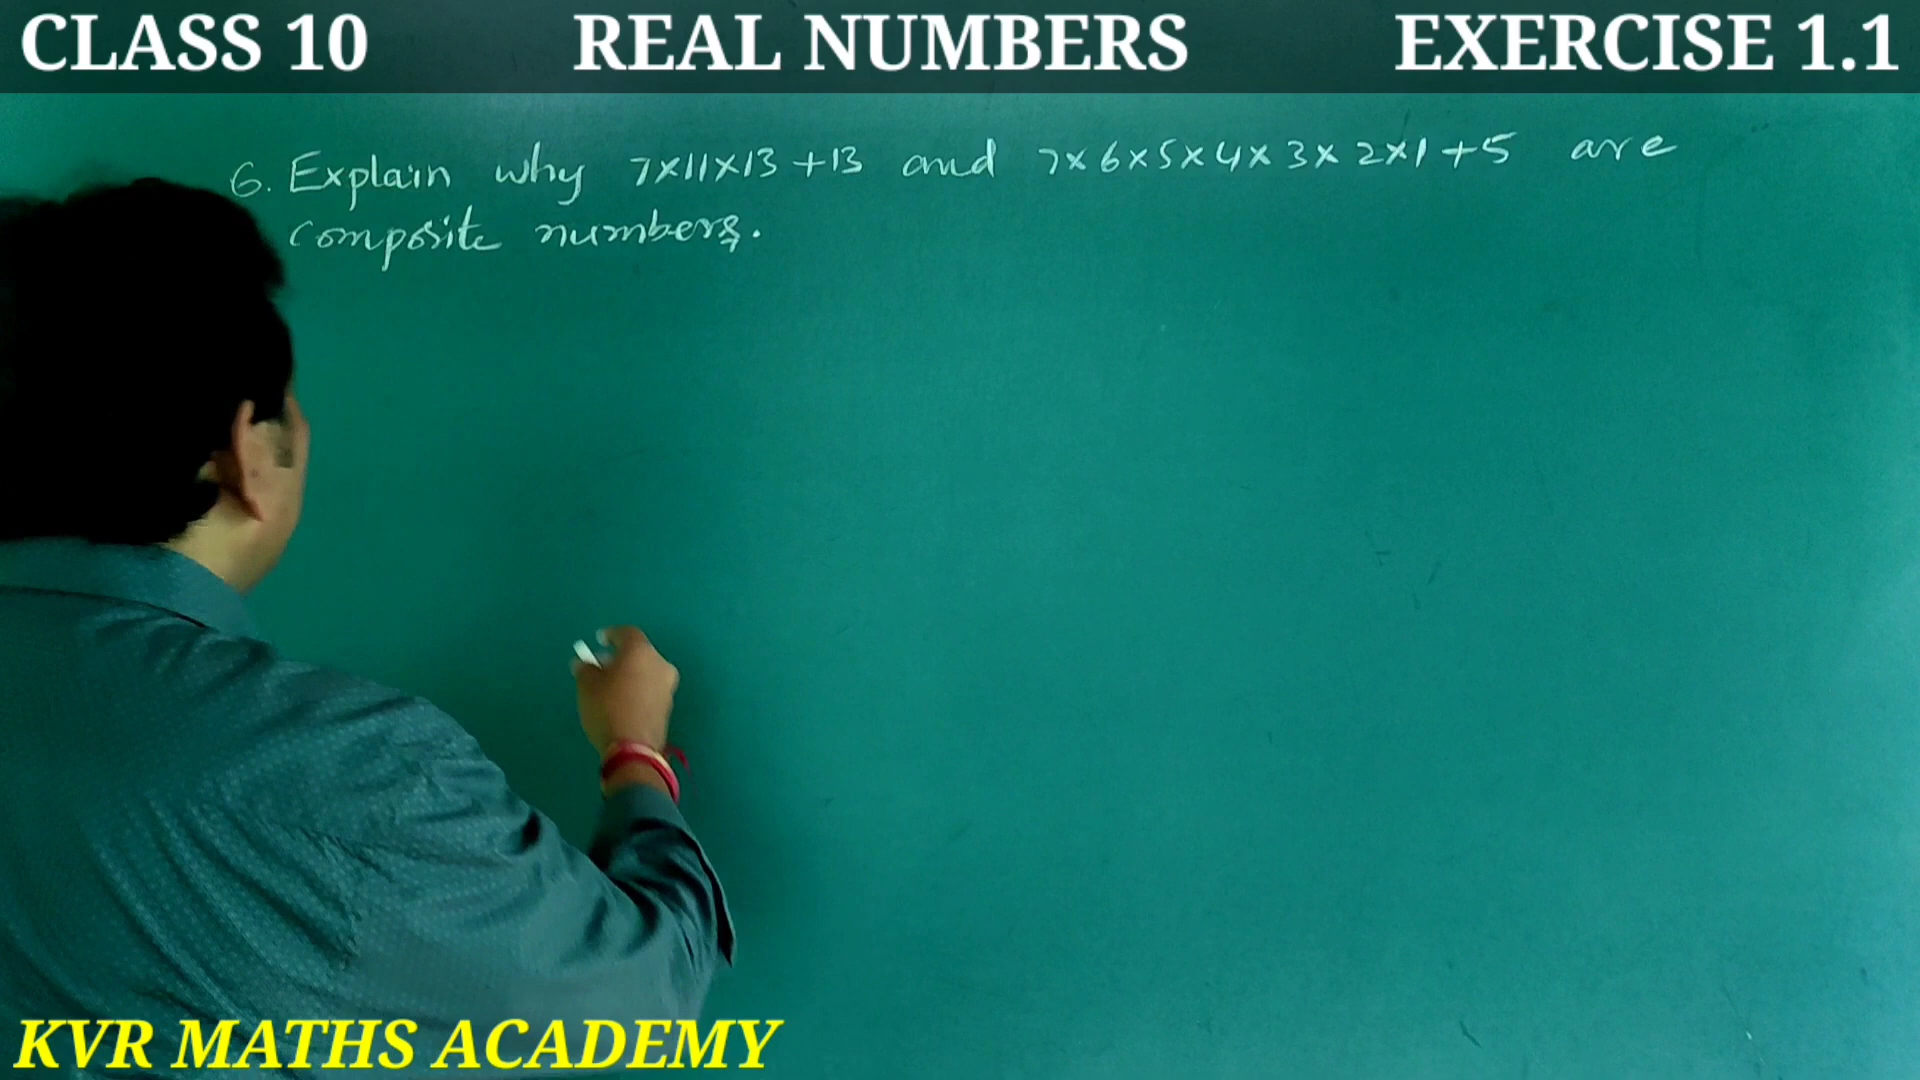 CLASS 10 REAL NUMBERS EXERCISE 1.1
6. Explain why 7×11×13 +13 and 7×6×5×4×3×2×1+5 are
composite numbers.
KVR MATHS ACADEMY